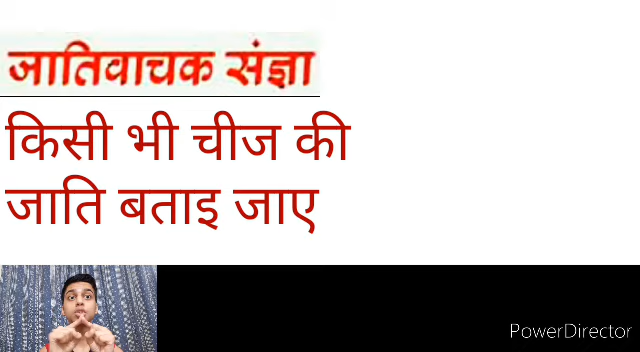 जातिवाचक संज्ञा
किसी भी चीज की
जाति बताइ जाए
PowerDirector